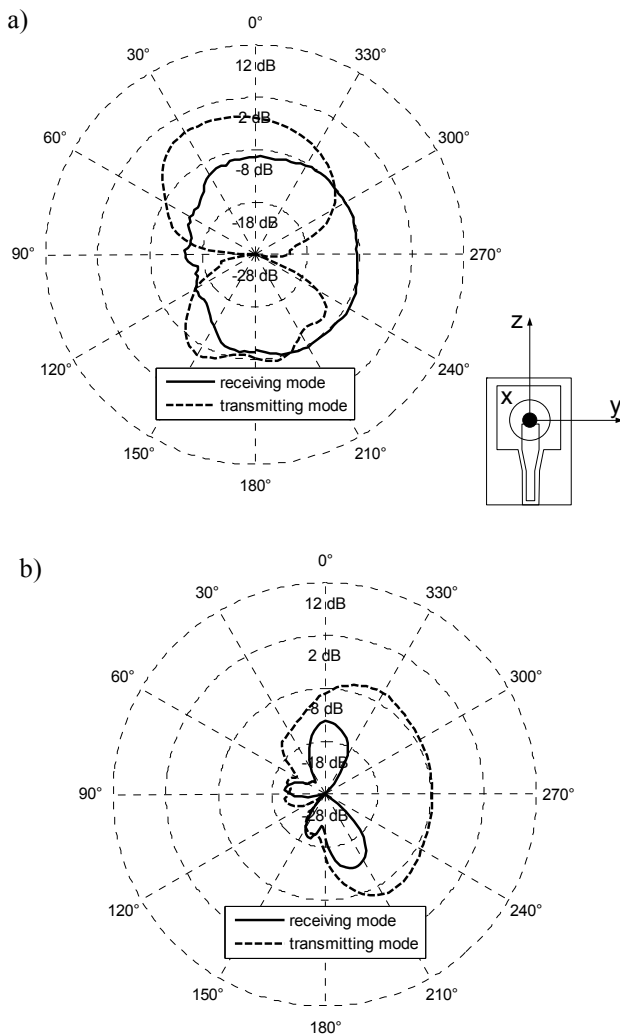 a)
0°
30°
330°
12 dB
2 dB
60°
300°
-8 dB
-18 dB
90°
270°
-28 dB
z
120°
240°
x
receiving mode
transmitting mode
y
150°
210°
180°
b)
0°
30°
330°
12 dB
2 dB
60°
300°
-8 dB
-18 dB
90°
270°
-28 dB
120°
240°
receiving mode
transmitting mode
150°
210°
180°